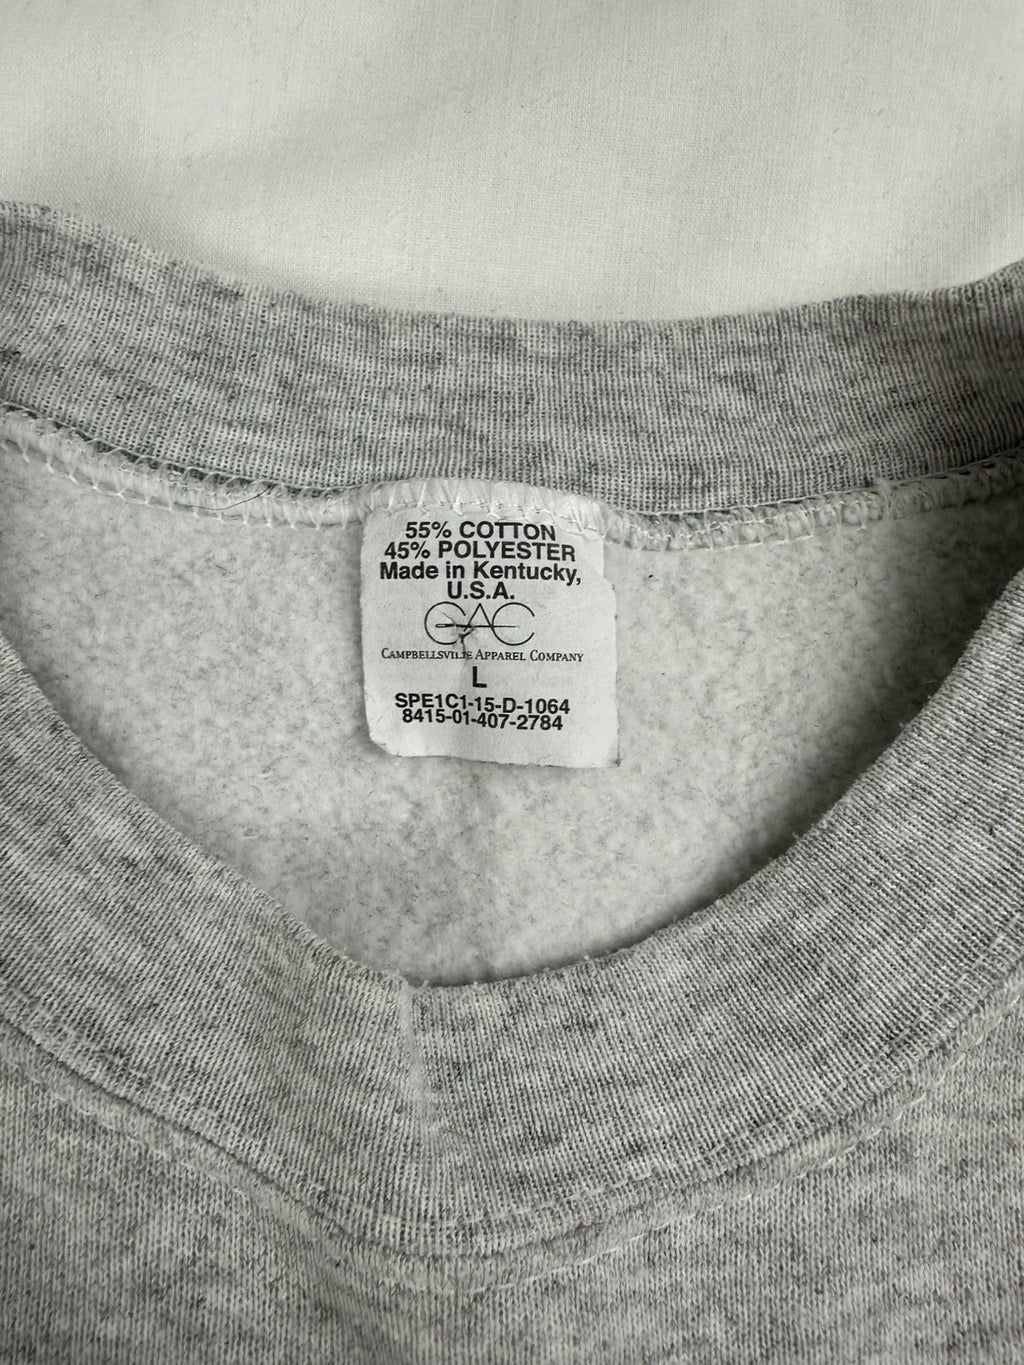 55% COTTON
45% POLYESTER
Made in Kentucky,
U.S.A.
CAC
CAMPBELLSVILLE APPAREL COMPANY
L
SPE1C1-15-D-1064
8415-01-407-2784